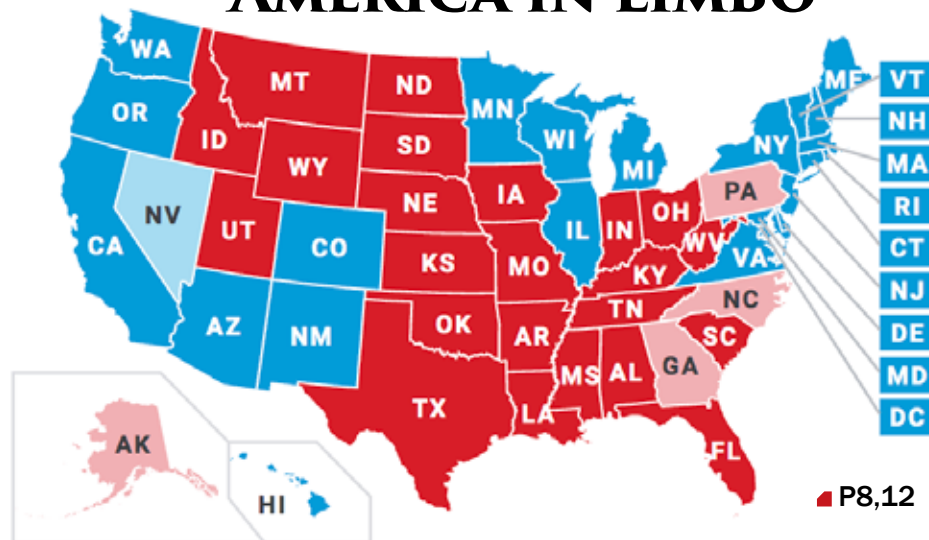 AMERICA IN LIMBO
WA
MT
ND
MN
ME
VT
OR
ID
SD
WI
NH
WY
MI
NY
MA
NV
NE
IA
PA
RI
UT
CA
CO
IL
IN
OH
WV
CT
KS
MO
KY
VA
NJ
AZ
NM
OK
AR
TN
NC
DE
SC
MS
AL
GA
MD
TX
LA
DC
AK
FL
HI
P8,12